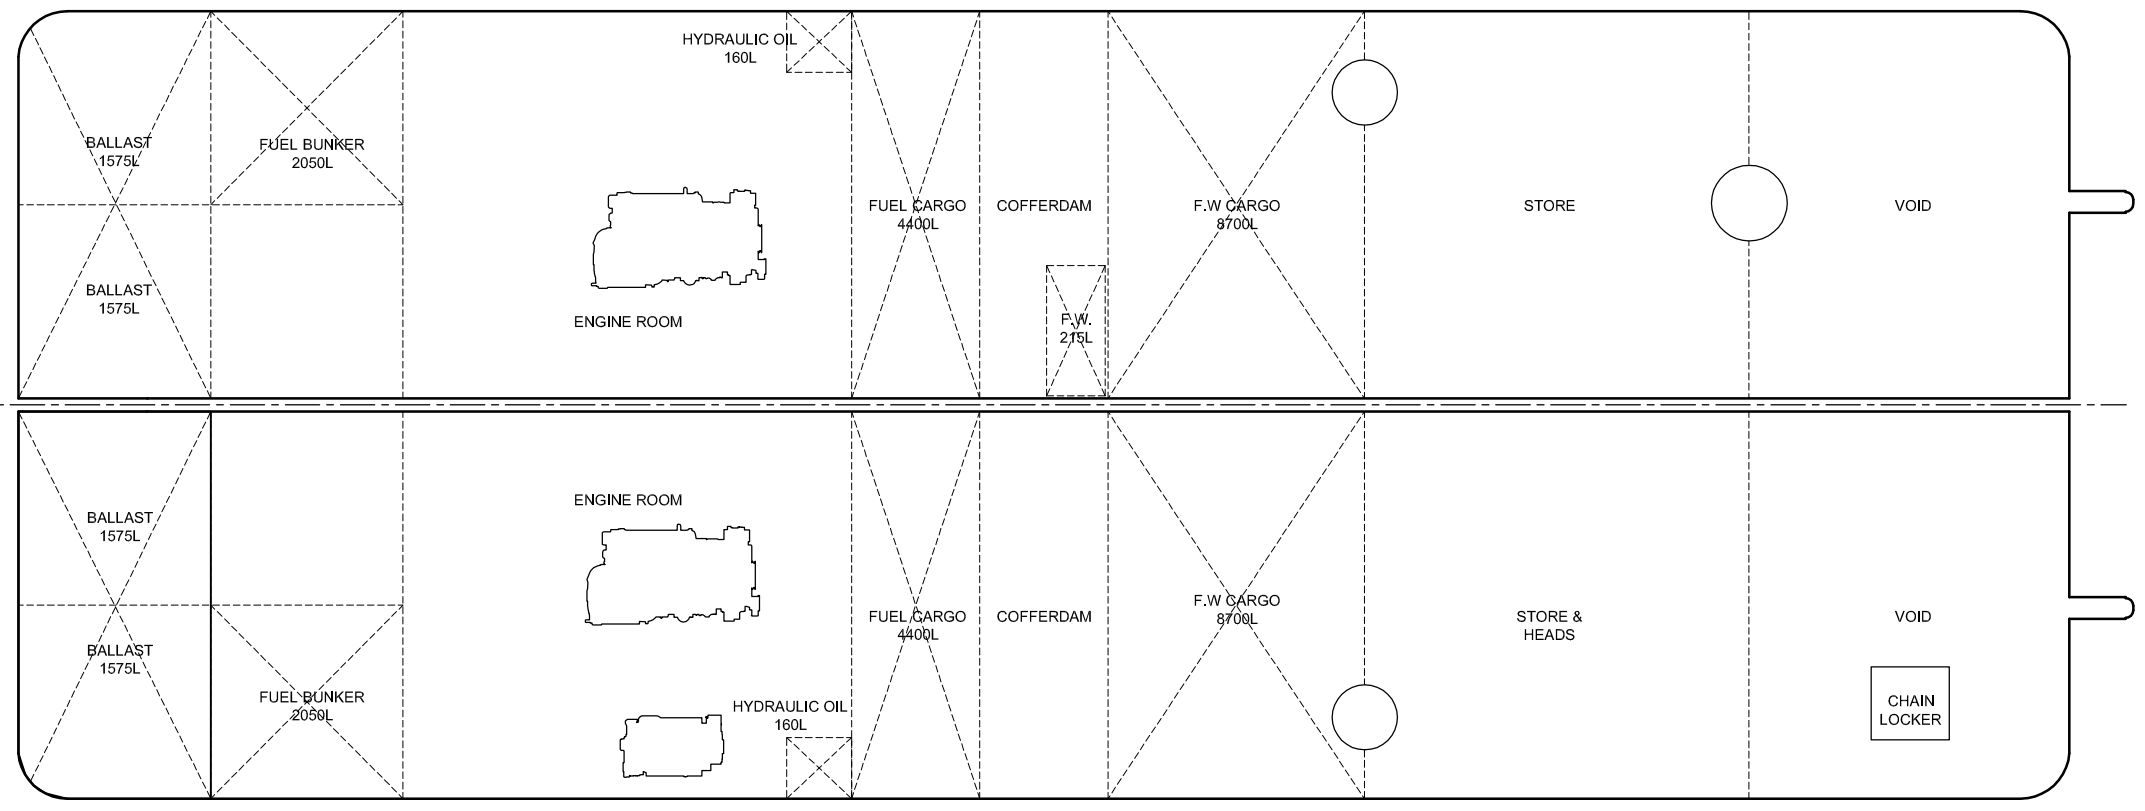 HYDRAULIC OIL
160L
BALLAST
1575L
FUEL BUNKER
2050L
FUEL CARGO
4400L
COFFERDAM
F.W CARGO
8700L
STORE
VOID
BALLAST
1575L
ENGINE ROOM
F.W.
215L
ENGINE ROOM
BALLAST
1575L
FUEL CARGO
4400L
COFFERDAM
F.W CARGO
8700L
STORE &
HEADS
VOID
BALLAST
1575L
FUEL BUNKER
2050L
HYDRAULIC OIL
160L
CHAIN
LOCKER